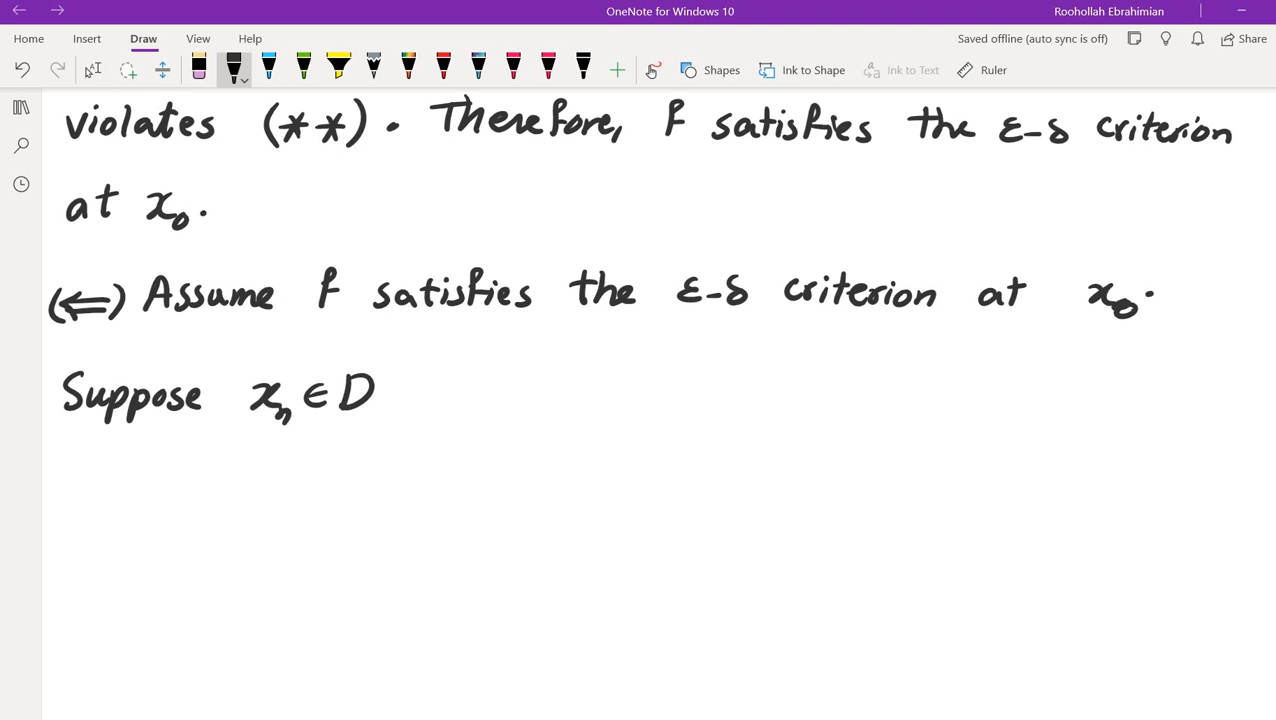 OneNote for Windows 10
Roohollah Ebrahimian
Home Insert Draw View Help
Saved offline (auto sync is off)
Share
Shapes
Ink to Shape
Ink to Text
Ruler
violates (**). Therefore, f satisfies the ε-δ criterion
at x₀.
(⇐) Assume f satisfies the ε-δ criterion at x₀.
Suppose xₙ ∈ D